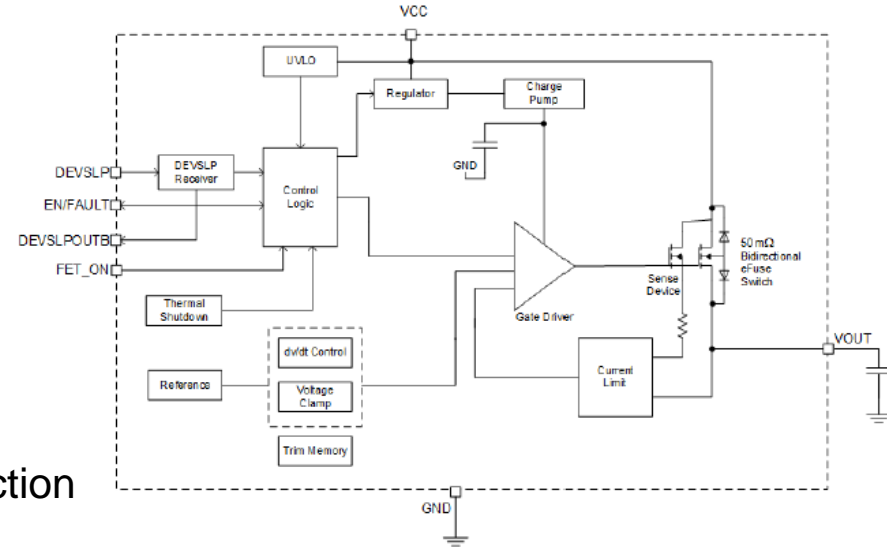 VCC
UVLO
Regulator
Charge
Pump
GND
DEVSLP
DEVSLP
Receiver
Control
Logic
EN/FAULT
DEVSLPOUTB
FET_ON
50 mΩ
Bidirectional
eFuse
Switch
Sense
Device
Thermal
Shutdown
Gate Driver
dv/dt Control
VOUT
Reference
Voltage
Clamp
Current
Limit
Trim Memory
ction
GND